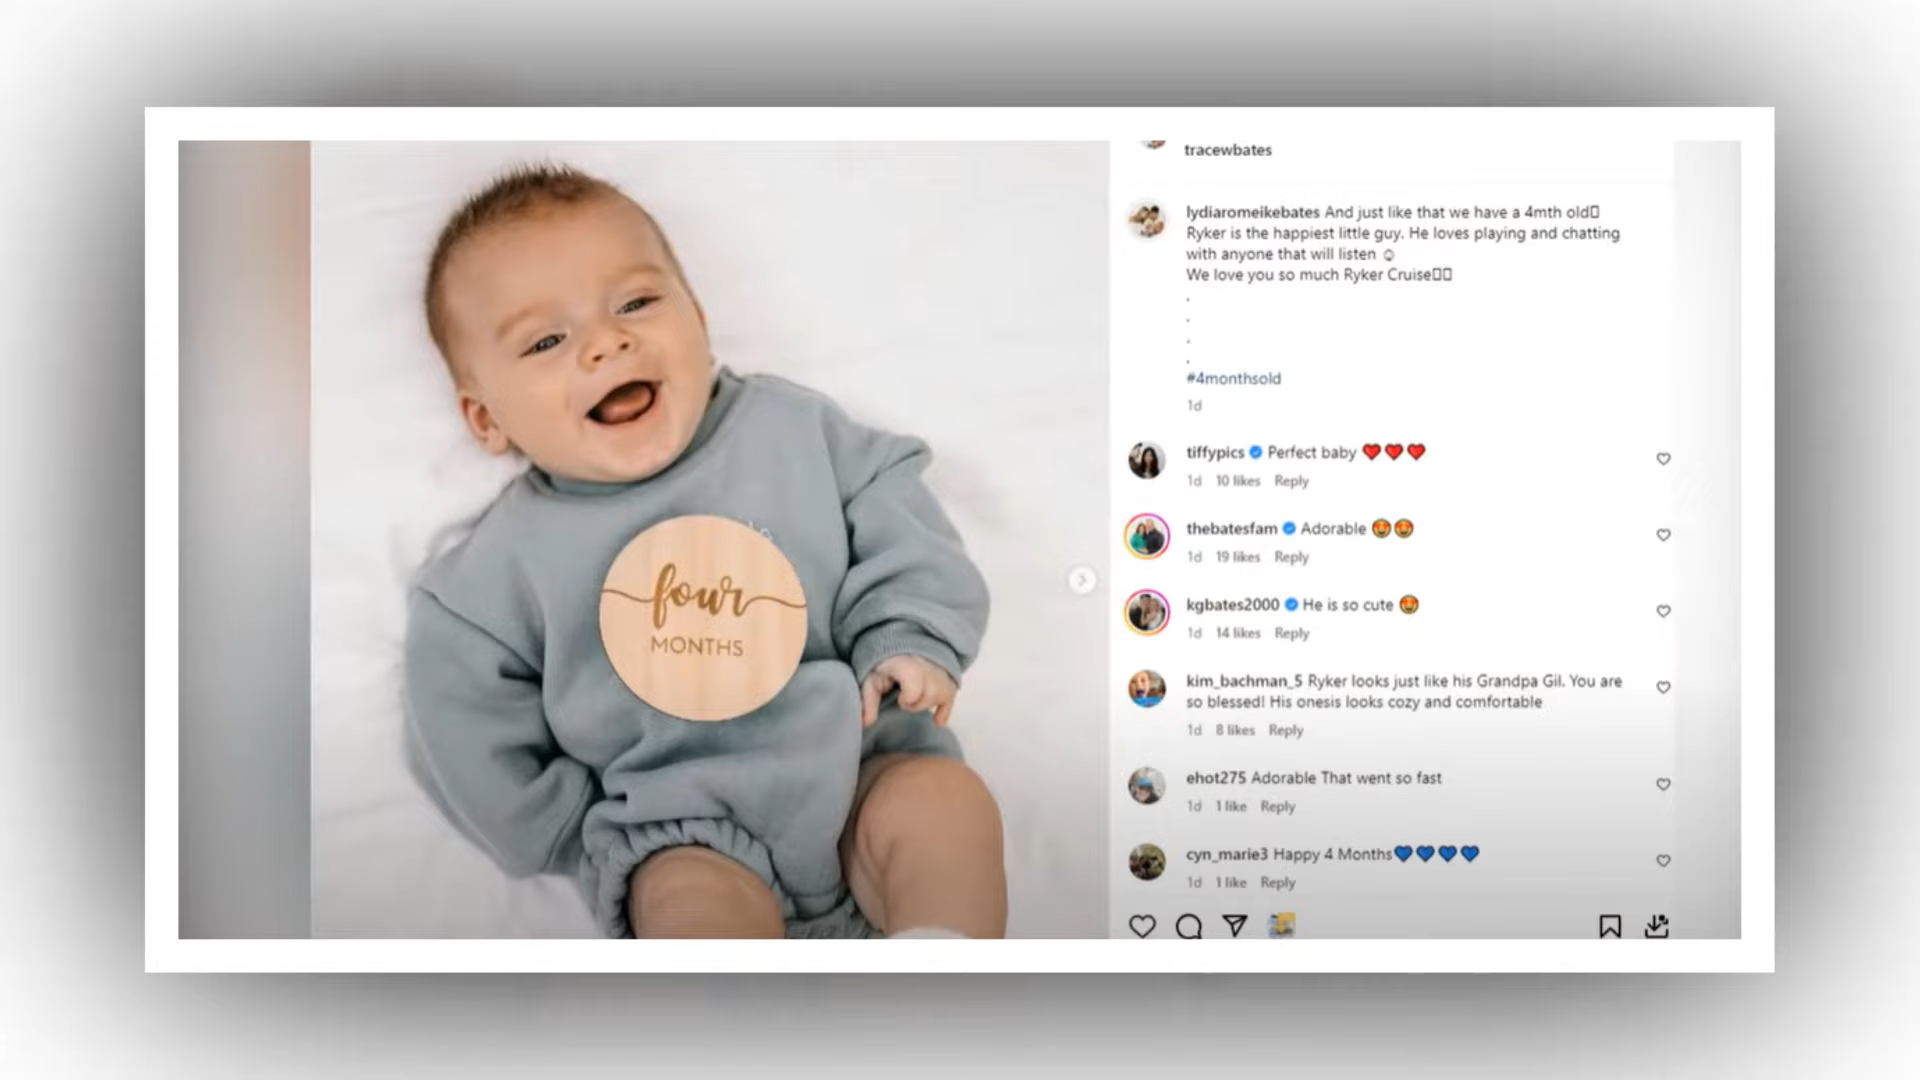 tracewbates
lydiaromeikebates And just like that we have a 4mth old▯
Ryker is the happiest little guy. He loves playing and chatting
with anyone that will listen ☺
We love you so much Ryker Cruise▯▯
.
.
.
.
#4monthsold
1d
tiffypics Perfect baby ❤️❤️❤️
1d 10 likes Reply
thebatesfam Adorable 😍😍
1d 19 likes Reply
kgbates2000 He is so cute 😍
1d 14 likes Reply
kim_bachman_5 Ryker looks just like his Grandpa Gil. You are
so blessed! His onesis looks cozy and comfortable
1d 8 likes Reply
ehot275 Adorable That went so fast
1d 1 like Reply
cyn_marie3 Happy 4 Months💙💙💙💙
1d 1 like Reply
four
MONTHS